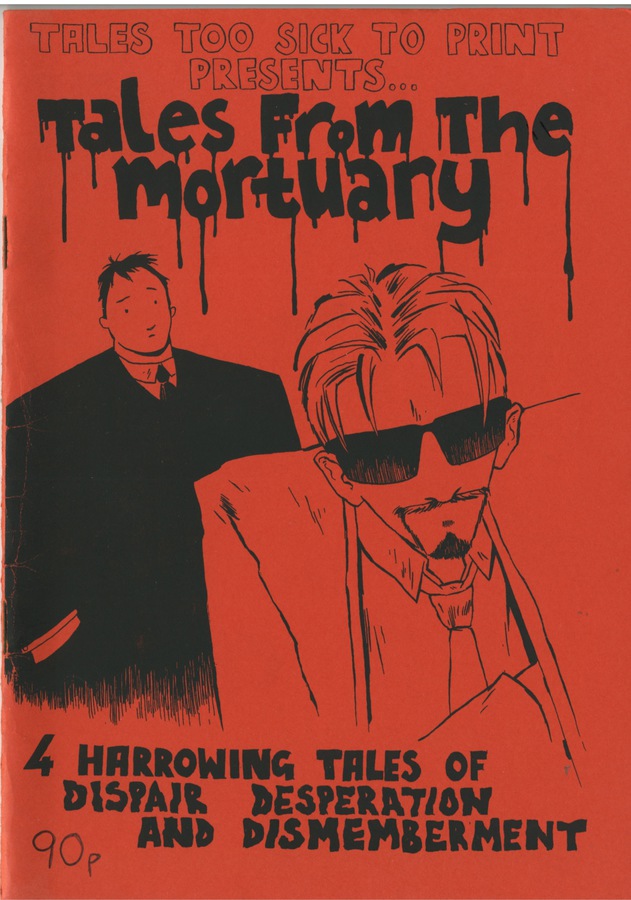 TALES TOO SICK TO PRINT
PRESENTS...
Tales From The
mortuary
4 HARROWING TALES OF
DISPAIR DESPERATION
AND DISMEMBERMENT
90p